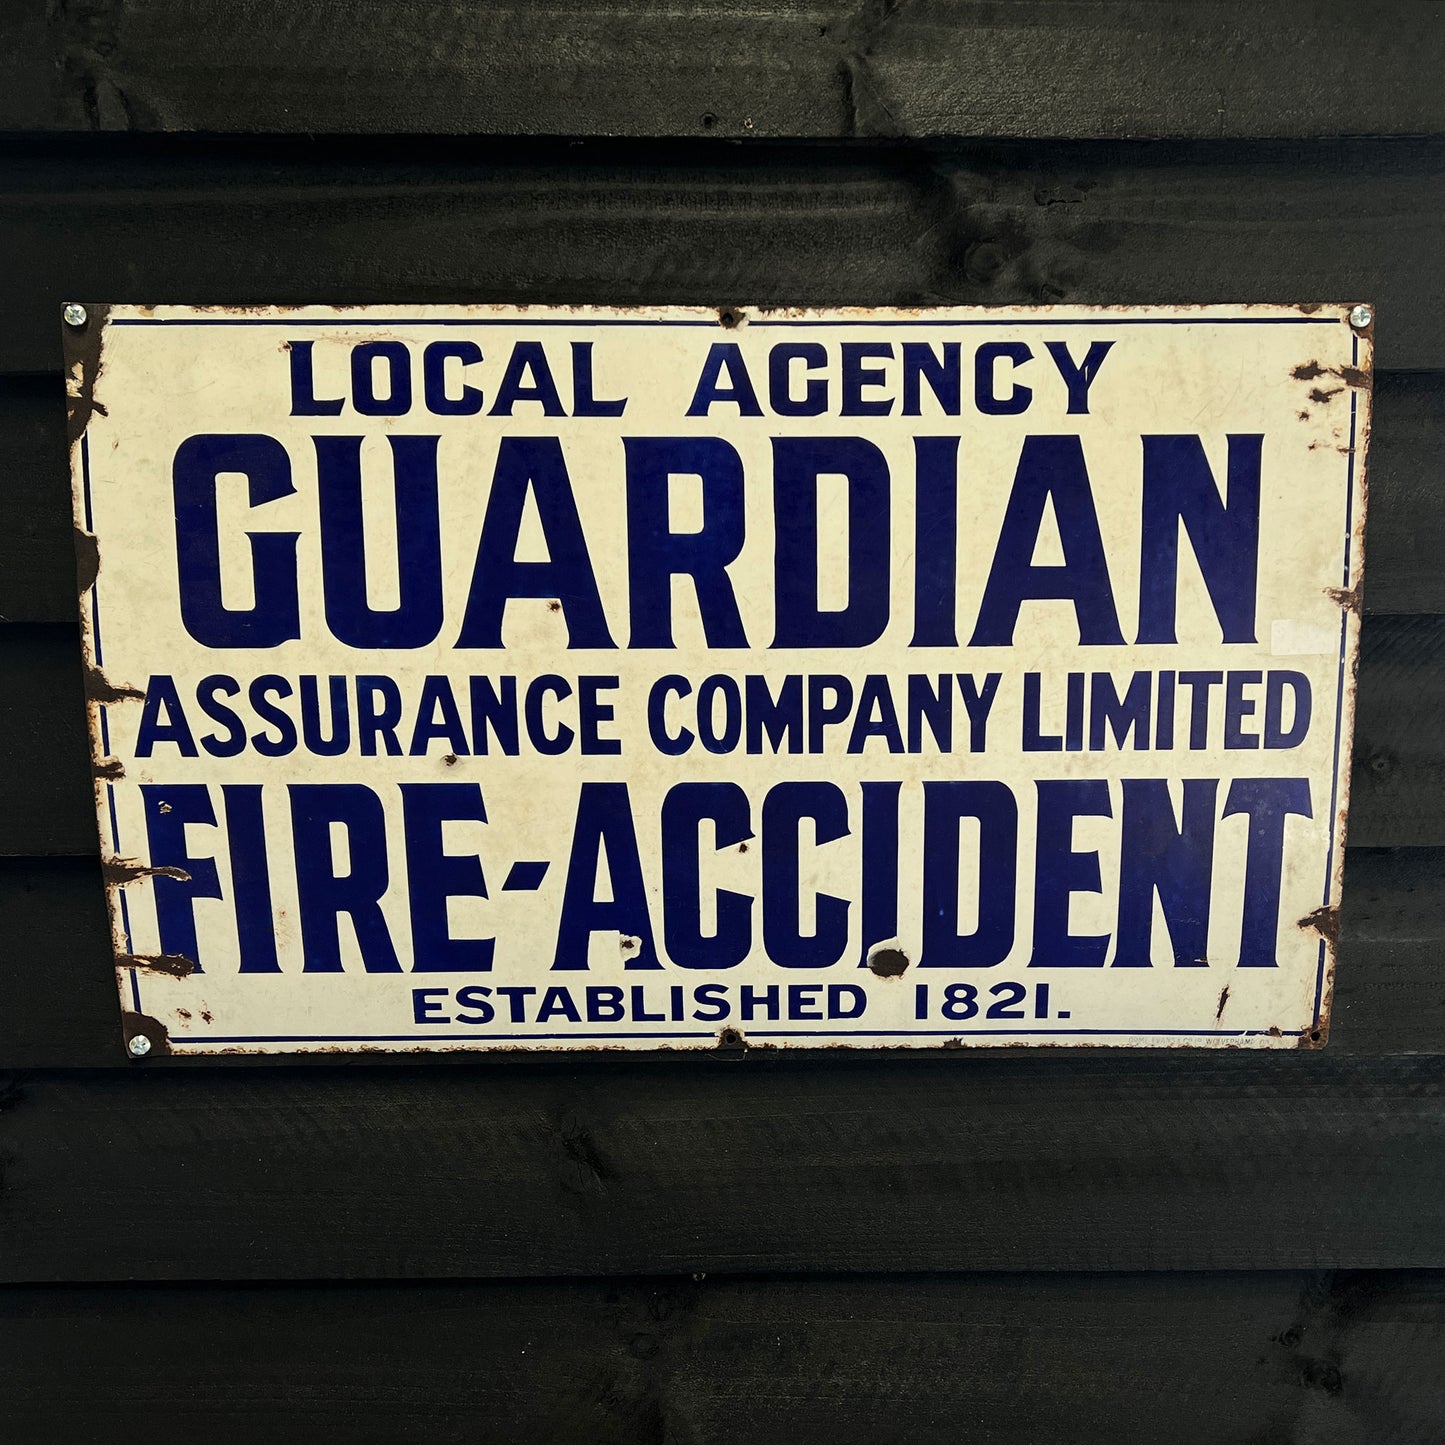 LOCAL AGENCY
GUARDIAN
ASSURANCE COMPANY LIMITED
FIRE-ACCIDENT
ESTABLISHED 1821.